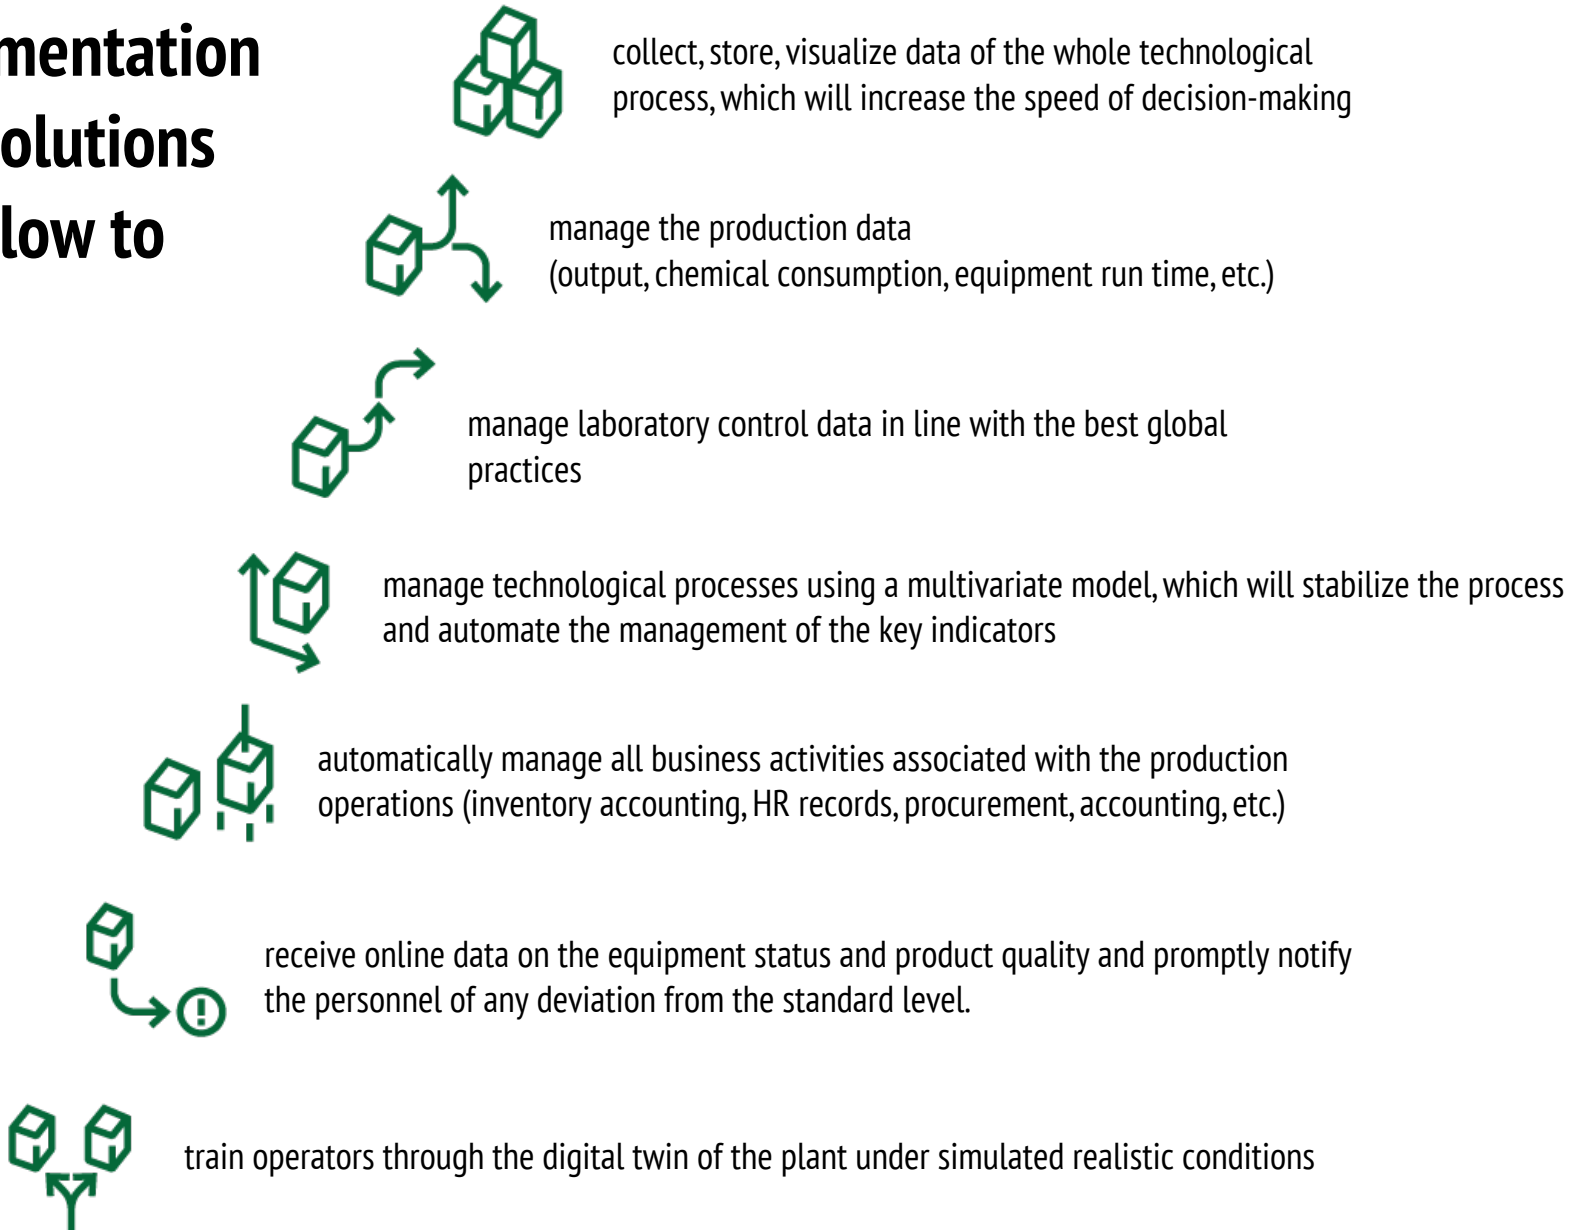 mentation
olutions
low to
collect, store, visualize data of the whole technological
process, which will increase the speed of decision-making
manage the production data
(output, chemical consumption, equipment run time, etc.)
manage laboratory control data in line with the best global
practices
manage technological processes using a multivariate model, which will stabilize the process
and automate the management of the key indicators
automatically manage all business activities associated with the production
operations (inventory accounting, HR records, procurement, accounting, etc.)
receive online data on the equipment status and product quality and promptly notify
the personnel of any deviation from the standard level.
train operators through the digital twin of the plant under simulated realistic conditions